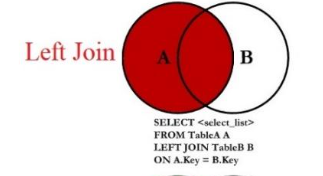 Left Join
A
B
SELECT <select_list>
FROM TableA A
LEFT JOIN TableB B
ON A.Key = B.Key